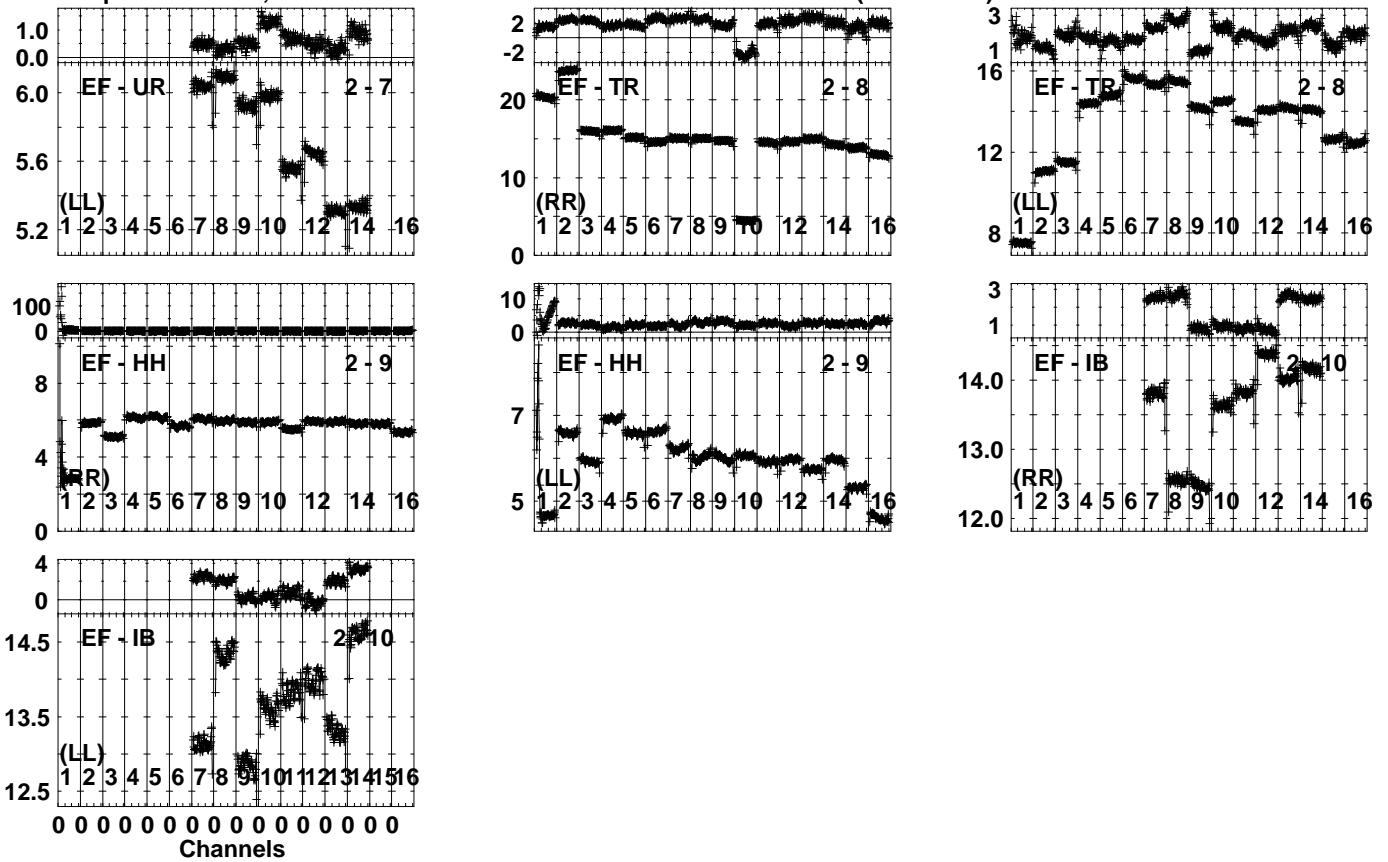 1.0
0.0
EF - UR 2 - 7
6.0
5.6
5.2
(LL)
1 2 3 4 5 6 7 8 9 10 12 14 16
2
-2
EF - TR 2 - 8
20
10
0
(RR)
1 2 3 4 5 6 7 8 9 10 12 14 16
3
1
EF - TR 2 - 8
16
12
8
(LL)
1 2 3 4 5 6 7 8 9 10 12 14 16
100
0
EF - HH 2 - 9
8
4
0
(RR)
1 2 3 4 5 6 7 8 9 10 12 14 16
10
0
EF - HH 2 - 9
7
5
(LL)
1 2 3 4 5 6 7 8 9 10 12 14 16
3
1
EF - IB 2 - 10
14.0
13.0
12.0
(RR)
1 2 3 4 5 6 7 8 9 10 12 14 16
4
0
EF - IB 2 - 10
14.5
13.5
12.5
(LL)
1 2 3 4 5 6 7 8 9 10 11 12 13 14 15 16
0 0 0 0 0 0 0 0 0 0 0 0 0 0 0 0
Channels